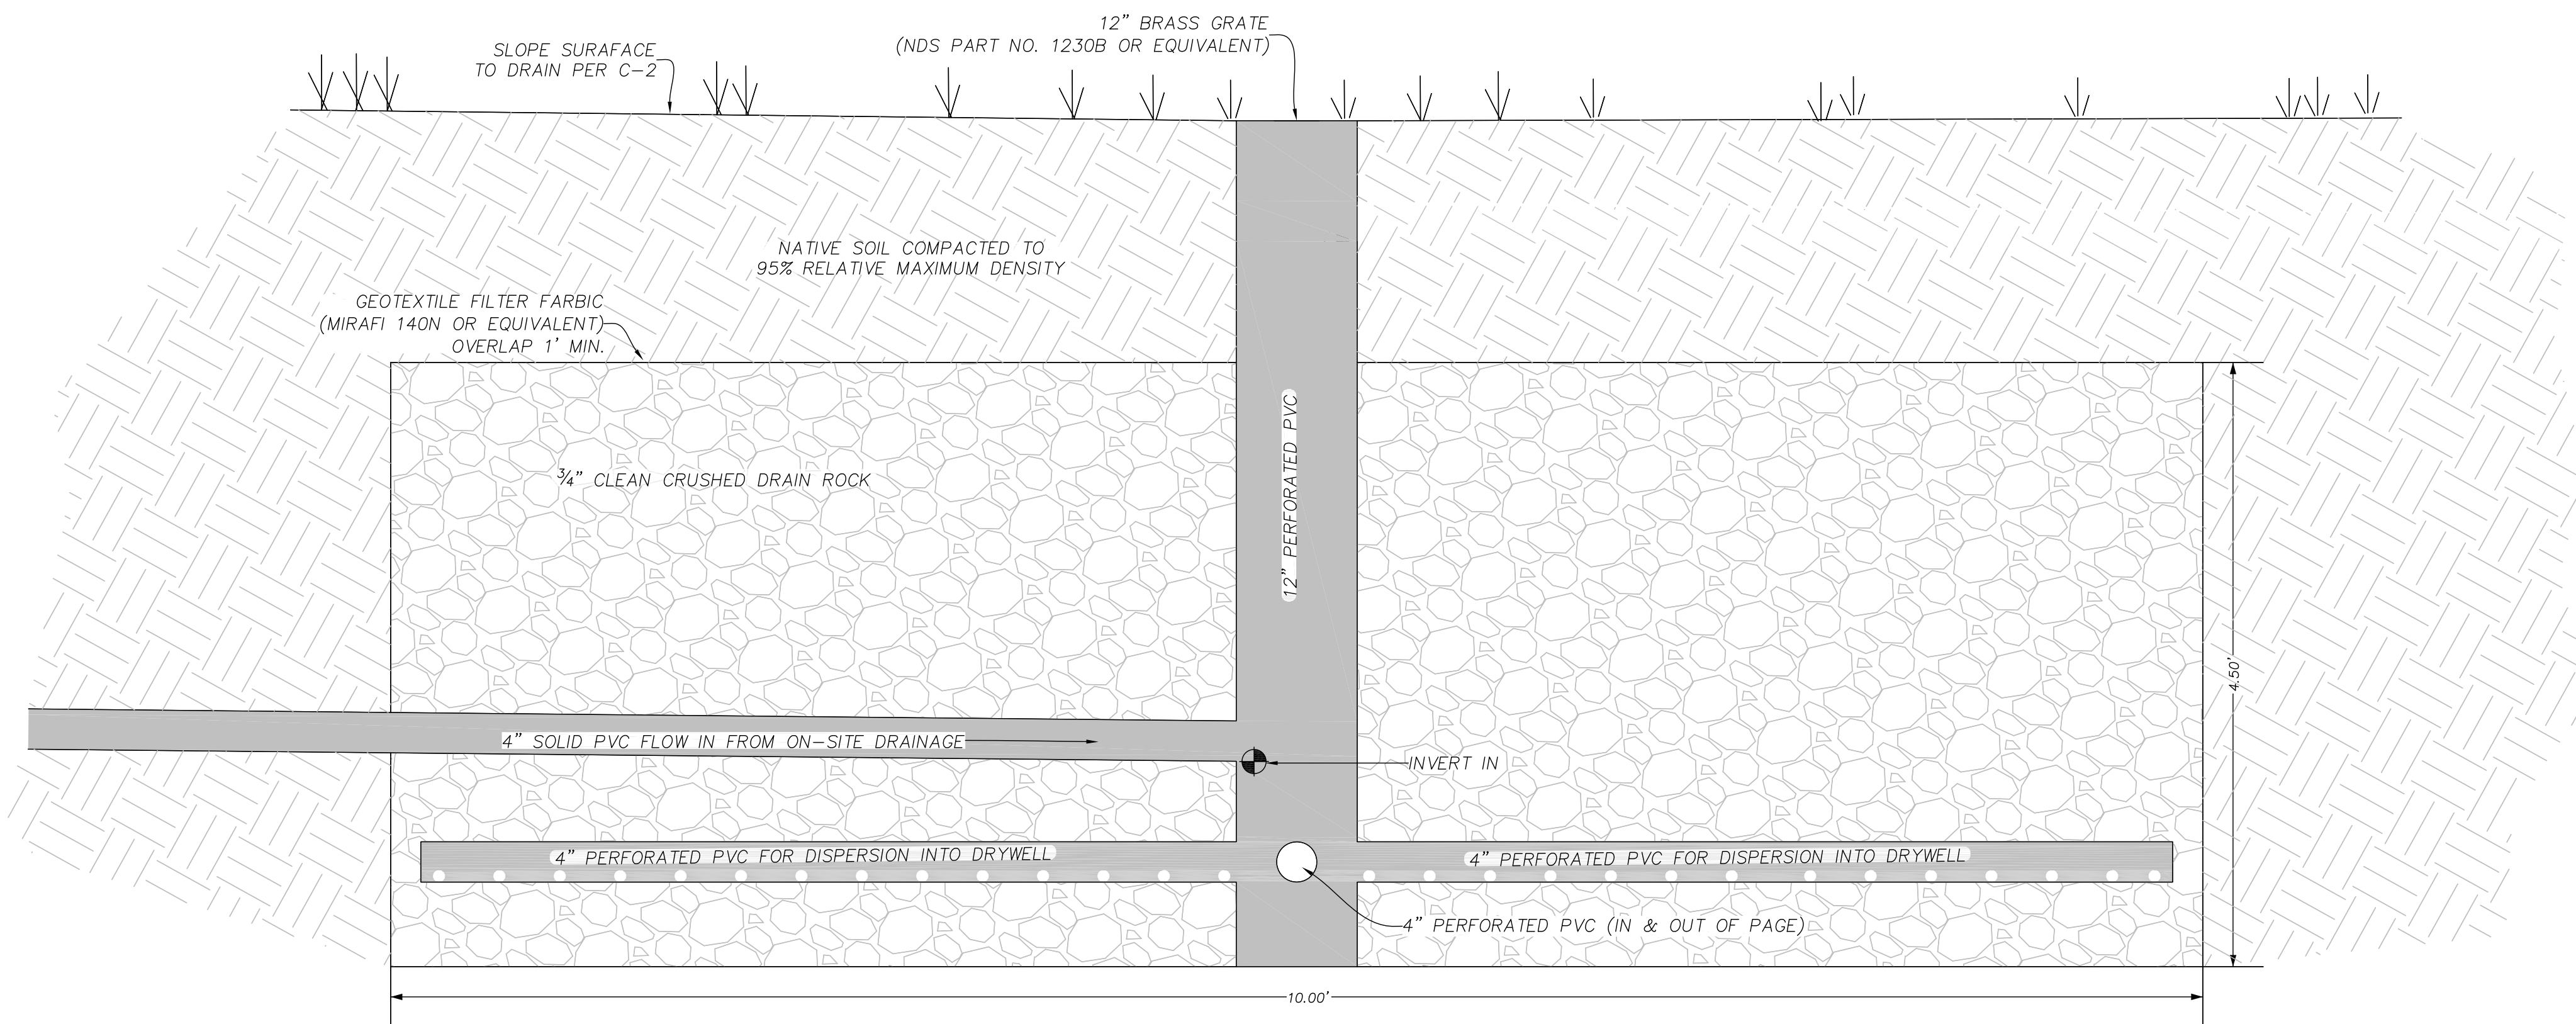 12" BRASS GRATE
(NDS PART NO. 1230B OR EQUIVALENT)
SLOPE SURAFACE
TO DRAIN PER C-2
NATIVE SOIL COMPACTED TO
95% RELATIVE MAXIMUM DENSITY
GEOTEXTILE FILTER FARBIC
(MIRAFI 140N OR EQUIVALENT)
OVERLAP 1' MIN.
¾" CLEAN CRUSHED DRAIN ROCK
12" PERFORATED PVC
4.50'
4" SOLID PVC FLOW IN FROM ON-SITE DRAINAGE
INVERT IN
4" PERFORATED PVC FOR DISPERSION INTO DRYWELL
4" PERFORATED PVC FOR DISPERSION INTO DRYWELL
4" PERFORATED PVC (IN & OUT OF PAGE)
10.00'